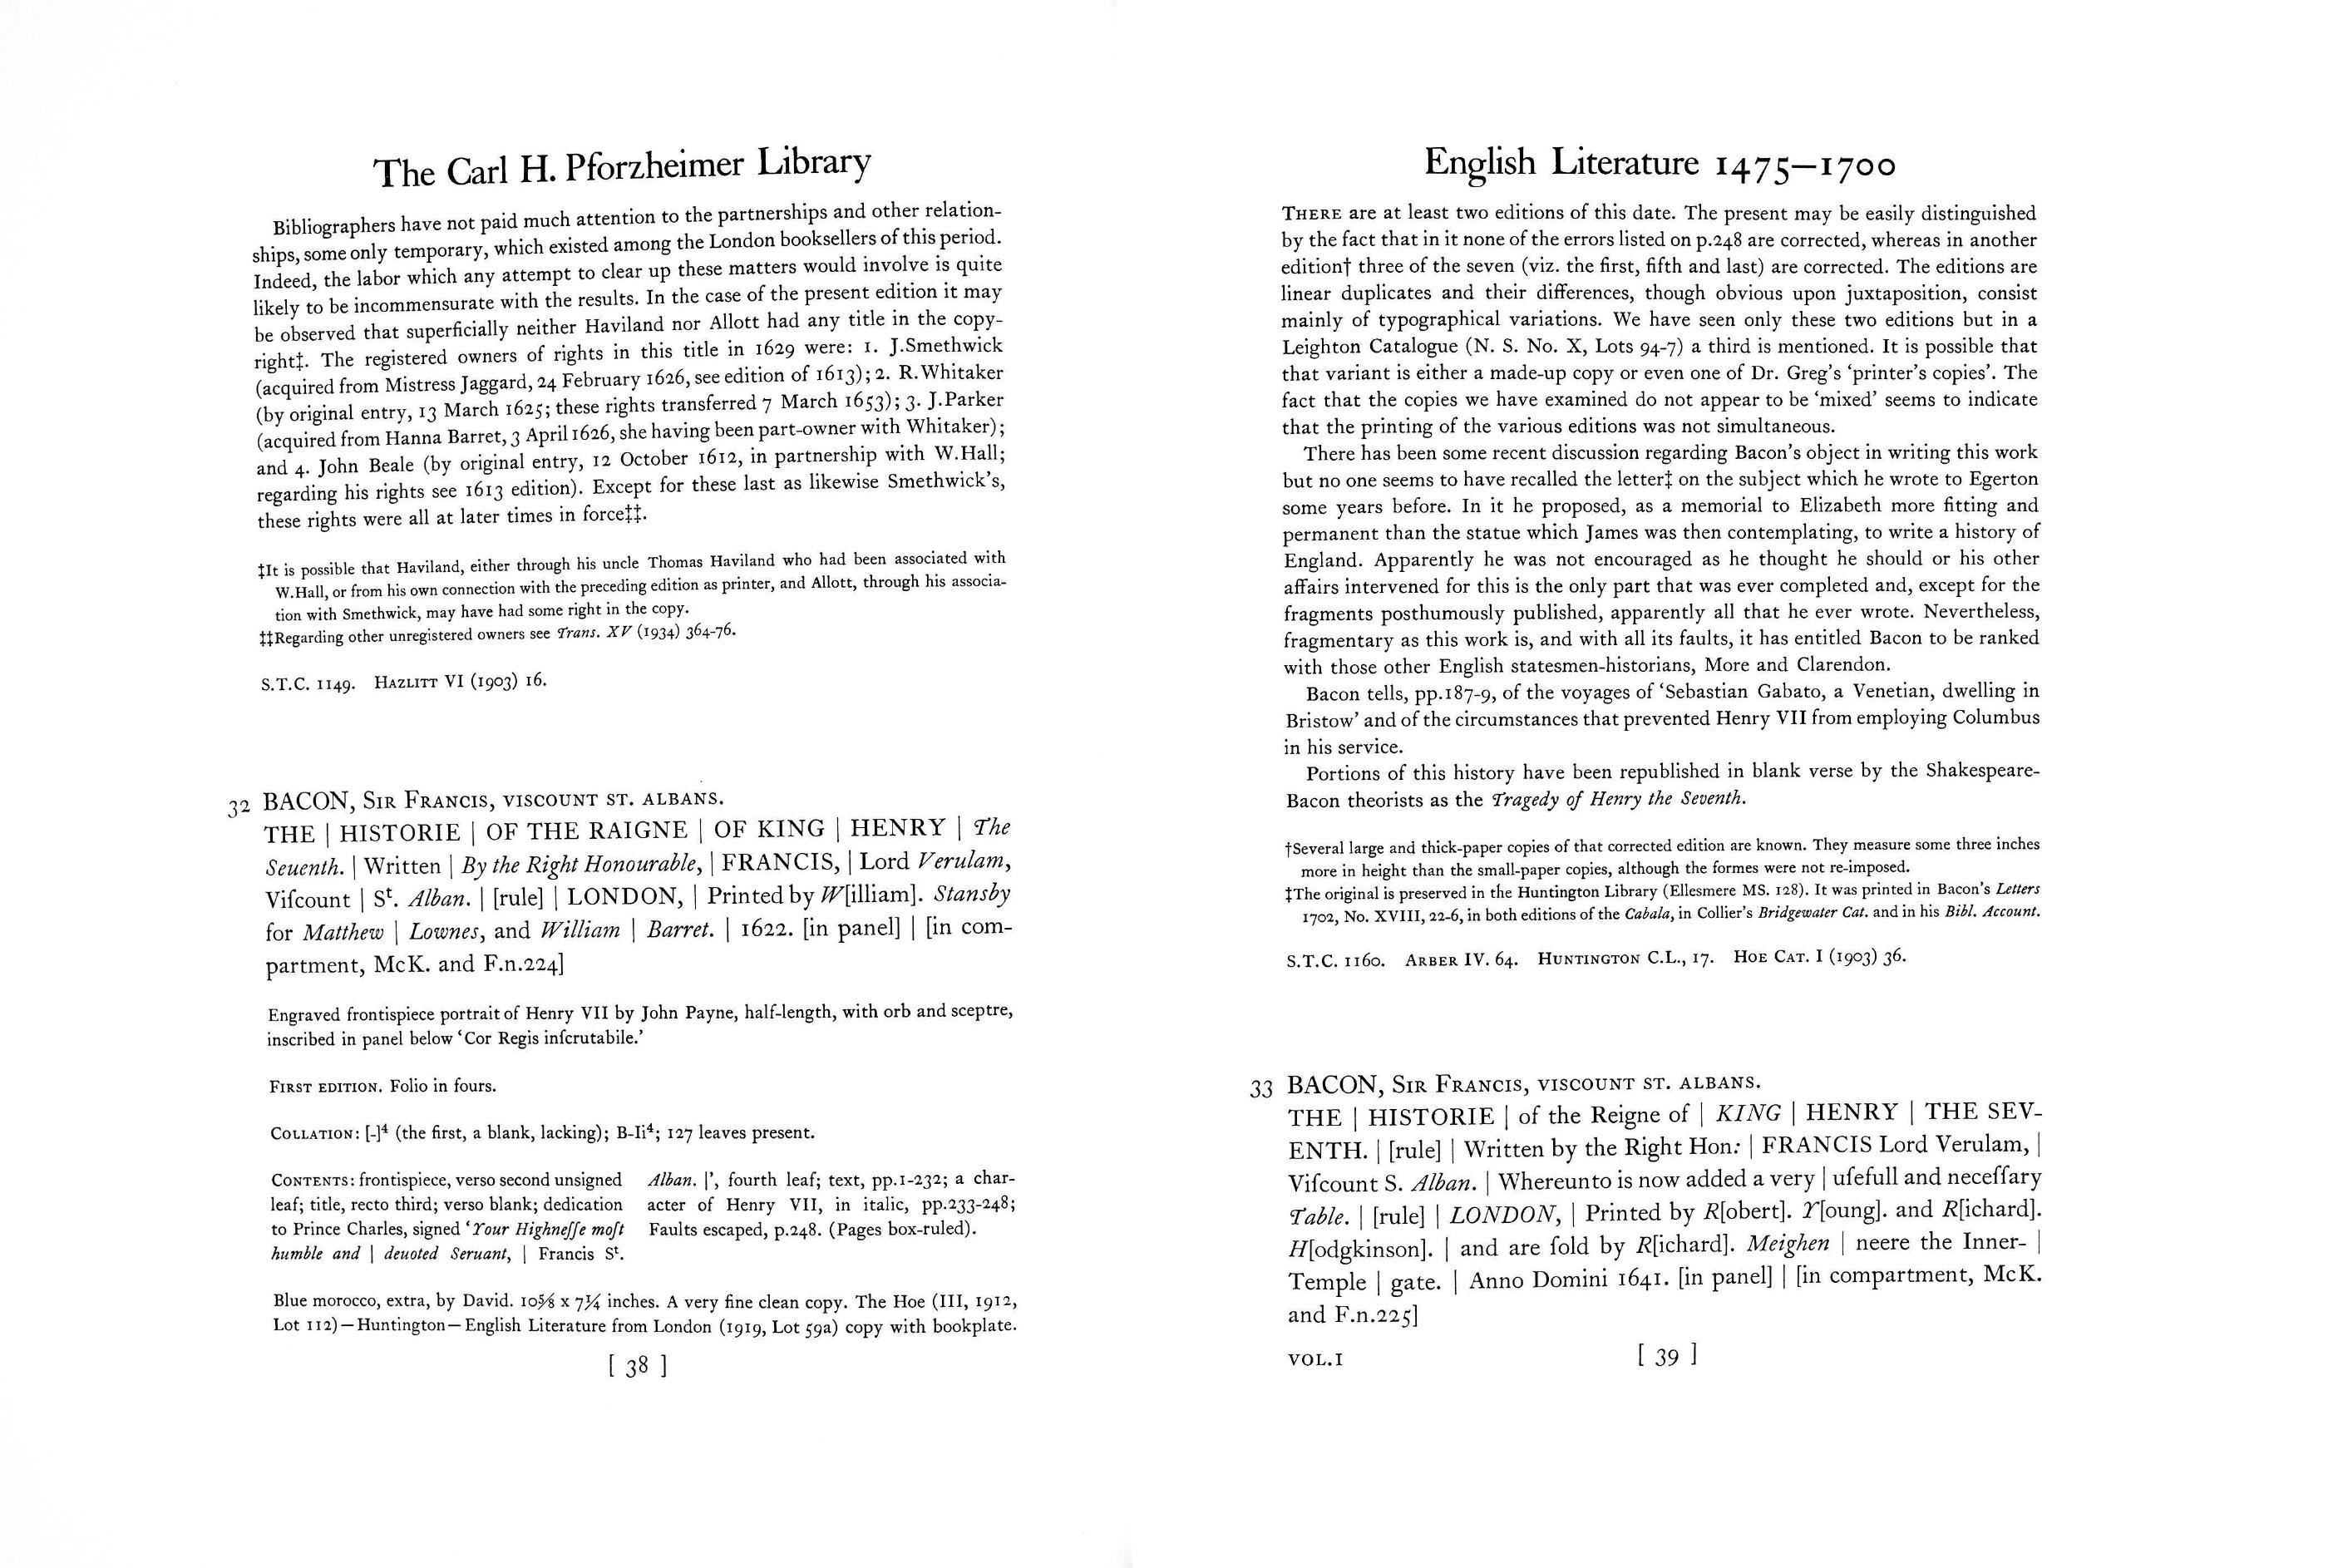 The Carl H. Pforzheimer Library
Bibliographers have not paid much attention to the partnerships and other relation-
ships, some only temporary, which existed among the London booksellers of this period.
Indeed, the labor which any attempt to clear up these matters would involve is quite
likely to be incommensurate with the results. In the case of the present edition it may
be observed that superficially neither Haviland nor Allott had any title in the copy-
right‡. The registered owners of rights in this title in 1629 were: 1. J.Smethwick
(acquired from Mistress Jaggard, 24 February 1626, see edition of 1613); 2. R.Whitaker
(by original entry, 13 March 1625; these rights transferred 7 March 1653); 3. J.Parker
(acquired from Hanna Barret, 3 April 1626, she having been part-owner with Whitaker);
and 4. John Beale (by original entry, 12 October 1612, in partnership with W.Hall;
regarding his rights see 1613 edition). Except for these last as likewise Smethwick's,
these rights were all at later times in force‡‡.
‡It is possible that Haviland, either through his uncle Thomas Haviland who had been associated with
W.Hall, or from his own connection with the preceding edition as printer, and Allott, through his associa-
tion with Smethwick, may have had some right in the copy.
‡‡Regarding other unregistered owners see Trans. XV (1934) 364-76.
S.T.C. 1149. Hazlitt VI (1903) 16.
32 BACON, Sir Francis, viscount st. albans.
THE | HISTORIE | OF THE RAIGNE | OF KING | HENRY | The
Seuenth. | Written | By the Right Honourable, | FRANCIS, | Lord Verulam,
Viſcount | Sᵗ. Alban. | [rule] | LONDON, | Printed by W[illiam]. Stansby
for Matthew | Lownes, and William | Barret. | 1622. [in panel] | [in com-
partment, McK. and F.n.224]
Engraved frontispiece portrait of Henry VII by John Payne, half-length, with orb and sceptre,
inscribed in panel below 'Cor Regis inſcrutabile.'
First edition. Folio in fours.
Collation: [-]⁴ (the first, a blank, lacking); B-Ii⁴; 127 leaves present.
Contents: frontispiece, verso second unsigned
leaf; title, recto third; verso blank; dedication
to Prince Charles, signed 'Your Highneſſe moſt
humble and | deuoted Seruant, | Francis Sᵗ.
Alban. |', fourth leaf; text, pp.1-232; a char-
acter of Henry VII, in italic, pp.233-248;
Faults escaped, p.248. (Pages box-ruled).
Blue morocco, extra, by David. 10⅝ x 7¼ inches. A very fine clean copy. The Hoe (III, 1912,
Lot 112)—Huntington—English Literature from London (1919, Lot 59a) copy with bookplate.
[ 38 ]
English Literature 1475—1700
There are at least two editions of this date. The present may be easily distinguished
by the fact that in it none of the errors listed on p.248 are corrected, whereas in another
edition† three of the seven (viz. the first, fifth and last) are corrected. The editions are
linear duplicates and their differences, though obvious upon juxtaposition, consist
mainly of typographical variations. We have seen only these two editions but in a
Leighton Catalogue (N. S. No. X, Lots 94-7) a third is mentioned. It is possible that
that variant is either a made-up copy or even one of Dr. Greg's 'printer's copies'. The
fact that the copies we have examined do not appear to be 'mixed' seems to indicate
that the printing of the various editions was not simultaneous.
There has been some recent discussion regarding Bacon's object in writing this work
but no one seems to have recalled the letter‡ on the subject which he wrote to Egerton
some years before. In it he proposed, as a memorial to Elizabeth more fitting and
permanent than the statue which James was then contemplating, to write a history of
England. Apparently he was not encouraged as he thought he should or his other
affairs intervened for this is the only part that was ever completed and, except for the
fragments posthumously published, apparently all that he ever wrote. Nevertheless,
fragmentary as this work is, and with all its faults, it has entitled Bacon to be ranked
with those other English statesmen-historians, More and Clarendon.
Bacon tells, pp.187-9, of the voyages of 'Sebastian Gabato, a Venetian, dwelling in
Bristow' and of the circumstances that prevented Henry VII from employing Columbus
in his service.
Portions of this history have been republished in blank verse by the Shakespeare-
Bacon theorists as the Tragedy of Henry the Seventh.
†Several large and thick-paper copies of that corrected edition are known. They measure some three inches
more in height than the small-paper copies, although the formes were not re-imposed.
‡The original is preserved in the Huntington Library (Ellesmere MS. 128). It was printed in Bacon's Letters
1702, No. XVIII, 22-6, in both editions of the Cabala, in Collier's Bridgewater Cat. and in his Bibl. Account.
S.T.C. 1160. Arber IV. 64. Huntington C.L., 17. Hoe Cat. I (1903) 36.
33 BACON, Sir Francis, viscount st. albans.
THE | HISTORIE | of the Reigne of | KING | HENRY | THE SEV-
ENTH. | [rule] | Written by the Right Hon: | FRANCIS Lord Verulam, |
Viſcount S. Alban. | Whereunto is now added a very | uſefull and neceſſary
Table. | [rule] | LONDON, | Printed by R[obert]. Y[oung]. and R[ichard].
H[odgkinson]. | and are ſold by R[ichard]. Meighen | neere the Inner- |
Temple | gate. | Anno Domini 1641. [in panel] | [in compartment, McK.
and F.n.225]
VOL.I
[ 39 ]